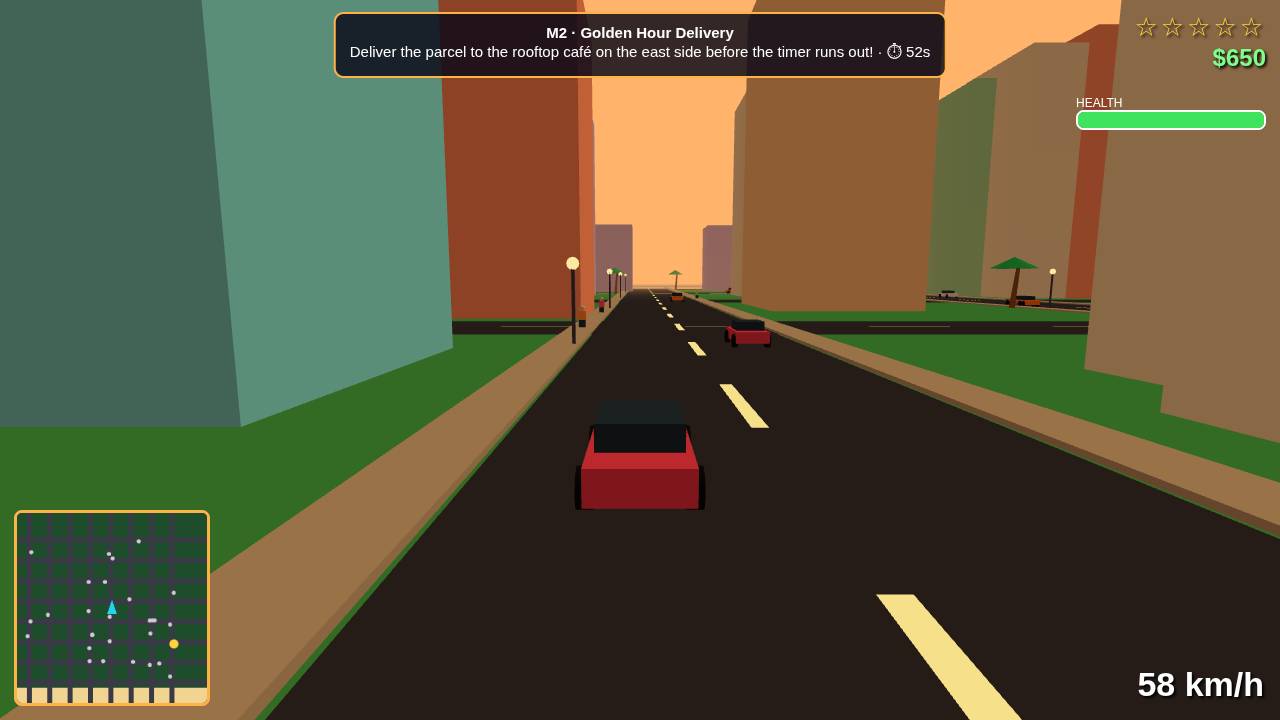 M2 · Golden Hour Delivery
Deliver the parcel to the rooftop café on the east side before the timer runs out! · ⏱ 52s
☆☆☆☆☆
$650
HEALTH
58 km/h